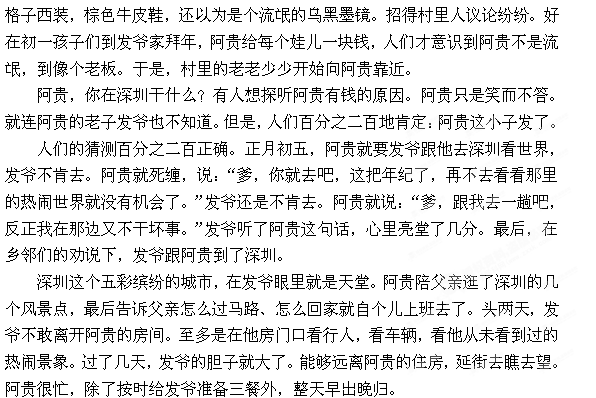 格子西装，棕色牛皮鞋，还以为是个流氓的乌黑墨镜。招得村里人议论纷纷。好
在初一孩子们到发爷家拜年，阿贵给每个娃儿一块钱，人们才意识到阿贵不是流
氓，到像个老板。于是，村里的老老少少开始向阿贵靠近。
阿贵，你在深圳干什么？有人想探听阿贵有钱的原因。阿贵只是笑而不答。
就连阿贵的老子发爷也不知道。但是，人们百分之二百地肯定：阿贵这小子发了。
人们的猜测百分之二百正确。正月初五，阿贵就要发爷跟他去深圳看世界，
发爷不肯去。阿贵就死缠，说：“爹，你就去吧，这把年纪了，再不去看看那里
的热闹世界就没有机会了。”发爷还是不肯去。阿贵就说：“爹，跟我去一趟吧，
反正我在那边又不干坏事。”发爷听了阿贵这句话，心里亮堂了几分。最后，在
乡邻们的劝说下，发爷跟阿贵到了深圳。
深圳这个五彩缤纷的城市，在发爷眼里就是天堂。阿贵陪父亲逛了深圳的几
个风景点，最后告诉父亲怎么过马路、怎么回家就自个儿上班去了。头两天，发
爷不敢离开阿贵的房间。至多是在他房门口看行人，看车辆，看他从未看到过的
热闹景象。过了几天，发爷的胆子就大了。能够远离阿贵的住房，延街去瞧去望。
阿贵很忙，除了按时给发爷准备三餐外，整天早出晚归。